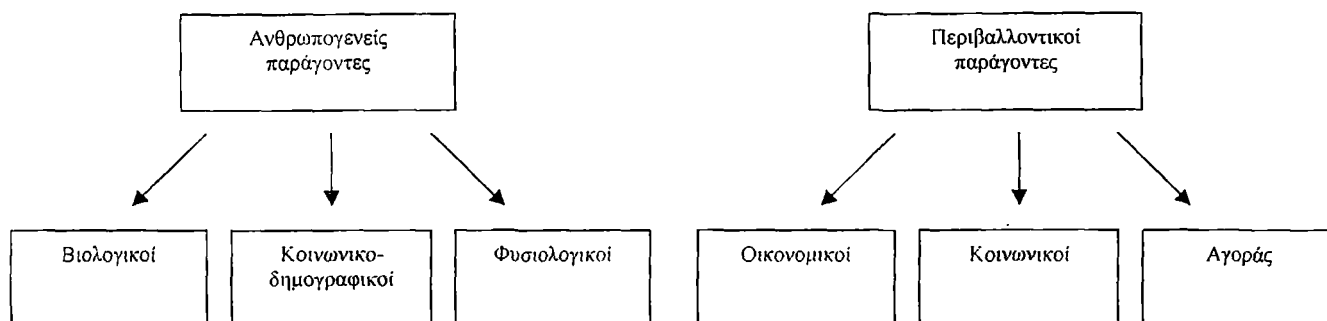 Ανθρωπογενείς
παράγοντες
Περιβαλλοντικοί
παράγοντες
Βιολογικοί
Κοινωνικο-
δημογραφικοί
Φυσιολογικοί
Οικονομικοί
Κοινωνικοί
Αγοράς